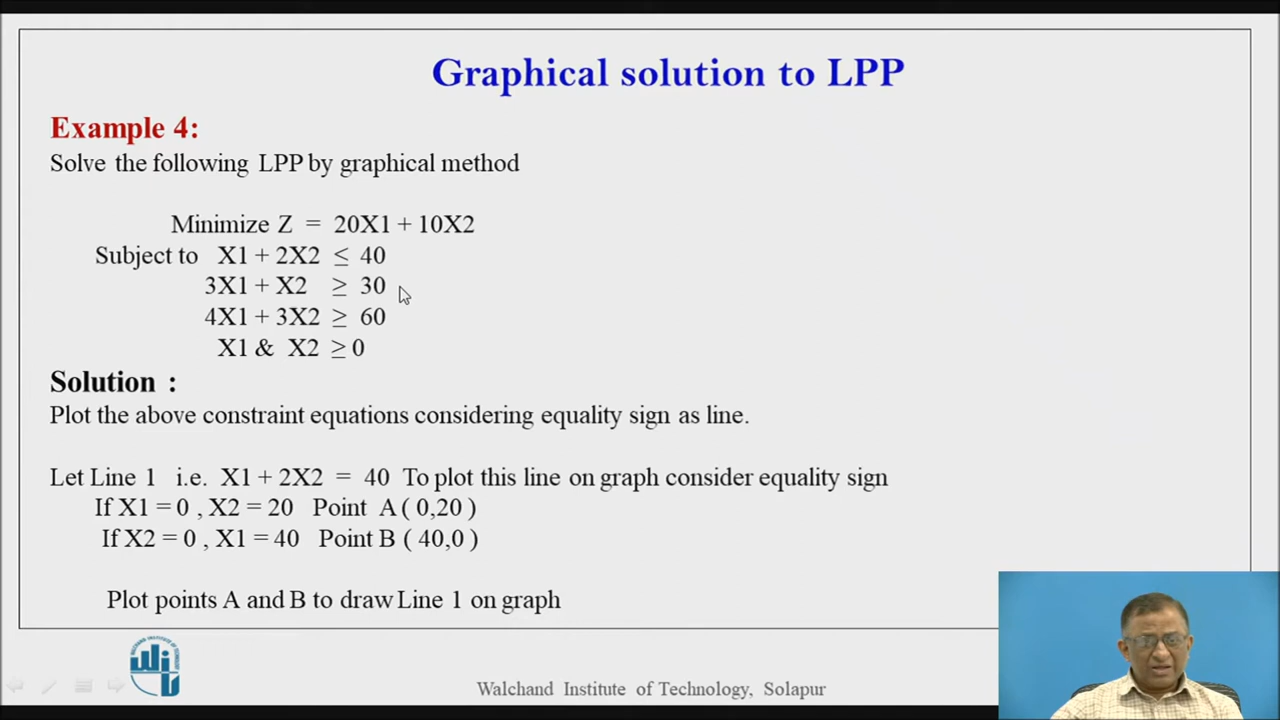 Graphical solution to LPP
Example 4:
Solve the following LPP by graphical method
Minimize Z = 20X1 + 10X2
Subject to X1 + 2X2 ≤ 40
3X1 + X2 ≥ 30
4X1 + 3X2 ≥ 60
X1 & X2 ≥ 0
Solution :
Plot the above constraint equations considering equality sign as line.
Let Line 1 i.e. X1 + 2X2 = 40 To plot this line on graph consider equality sign
If X1 = 0 , X2 = 20 Point A ( 0,20 )
If X2 = 0 , X1 = 40 Point B ( 40,0 )
Plot points A and B to draw Line 1 on graph
Walchand Institute of Technology, Solapur